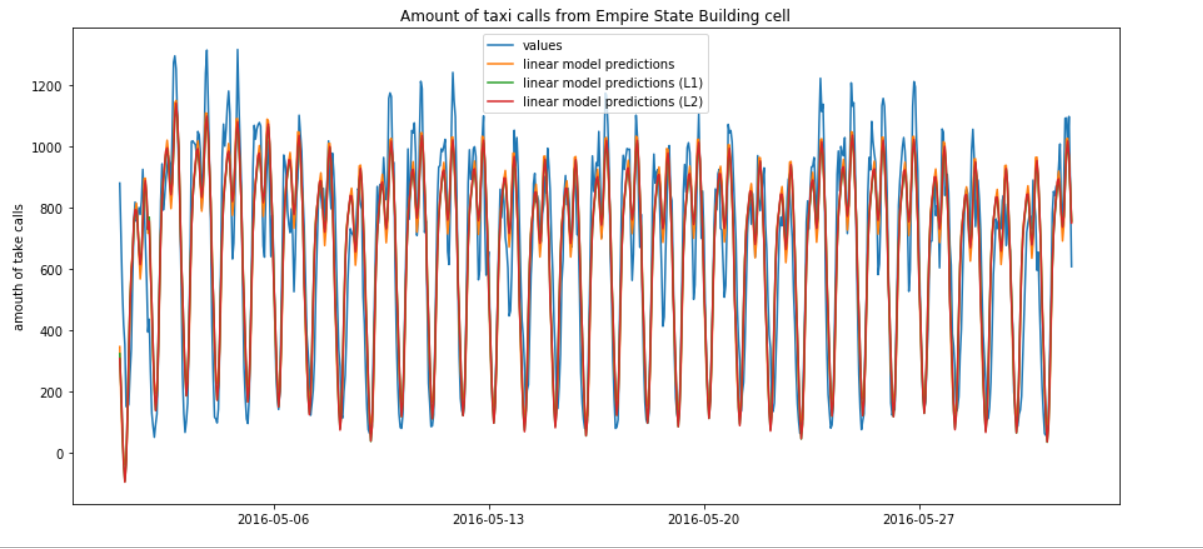 Amount of taxi calls from Empire State Building cell
values
linear model predictions
linear model predictions (L1)
linear model predictions (L2)
amouth of take calls
1200
1000
800
600
400
200
0
2016-05-06 2016-05-13 2016-05-20 2016-05-27